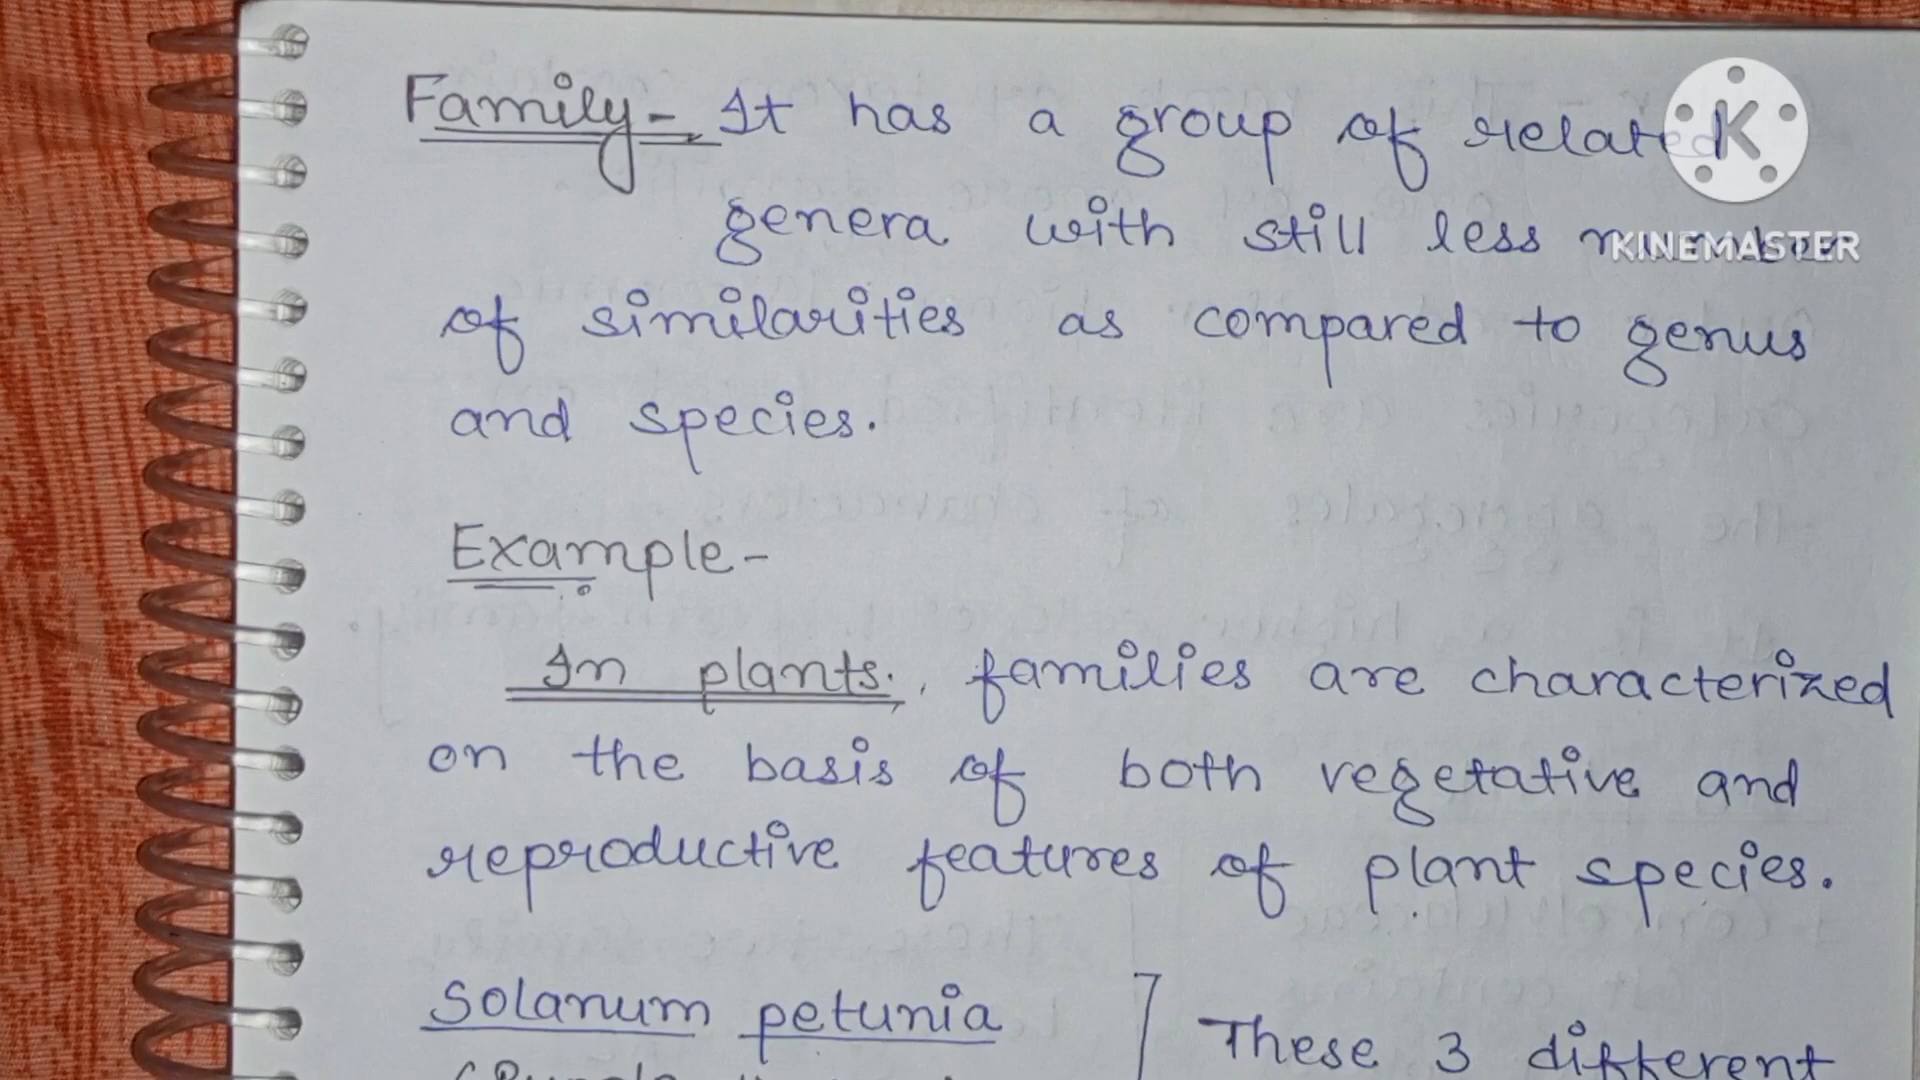 Family- It has a group of related
genera with still less number
of similarities as compared to genus
and species.
Example-
In plants, families are characterized
on the basis of both vegetative and
reproductive features of plant species.
Solanum petunia
These 3 different
K
KINEMASTER